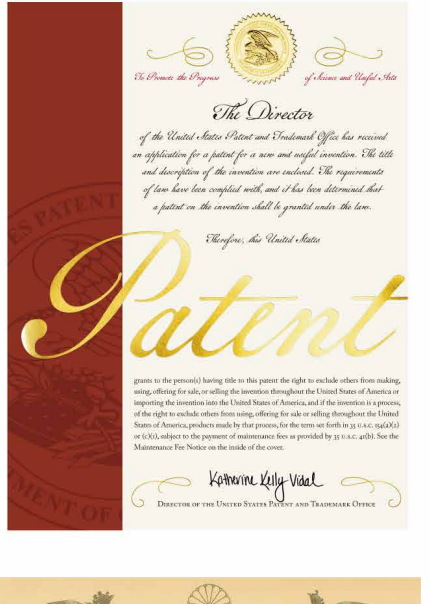 To Promote the Progress
of Science and Useful Arts
The Director
of the United States Patent and Trademark Office has received
an application for a patent for a new and useful invention. The title
and description of the invention are enclosed. The requirements
of law have been complied with, and it has been determined that
a patent on the invention shall be granted under the law.
Therefore, this United States
Patent
grants to the person(s) having title to this patent the right to exclude others from making,
using, offering for sale, or selling the invention throughout the United States of America or
importing the invention into the United States of America, and if the invention is a process,
of the right to exclude others from using, offering for sale or selling throughout the United
States of America, products made by that process, for the term set forth in 35 U.S.C. 154(a)(2)
or (c)(1), subject to the payment of maintenance fees as provided by 35 U.S.C. 41(b). See the
Maintenance Fee Notice on the inside of the cover.
Katherine Kelly Vidal
DIRECTOR OF THE UNITED STATES PATENT AND TRADEMARK OFFICE
ES PATENT
MENT OF